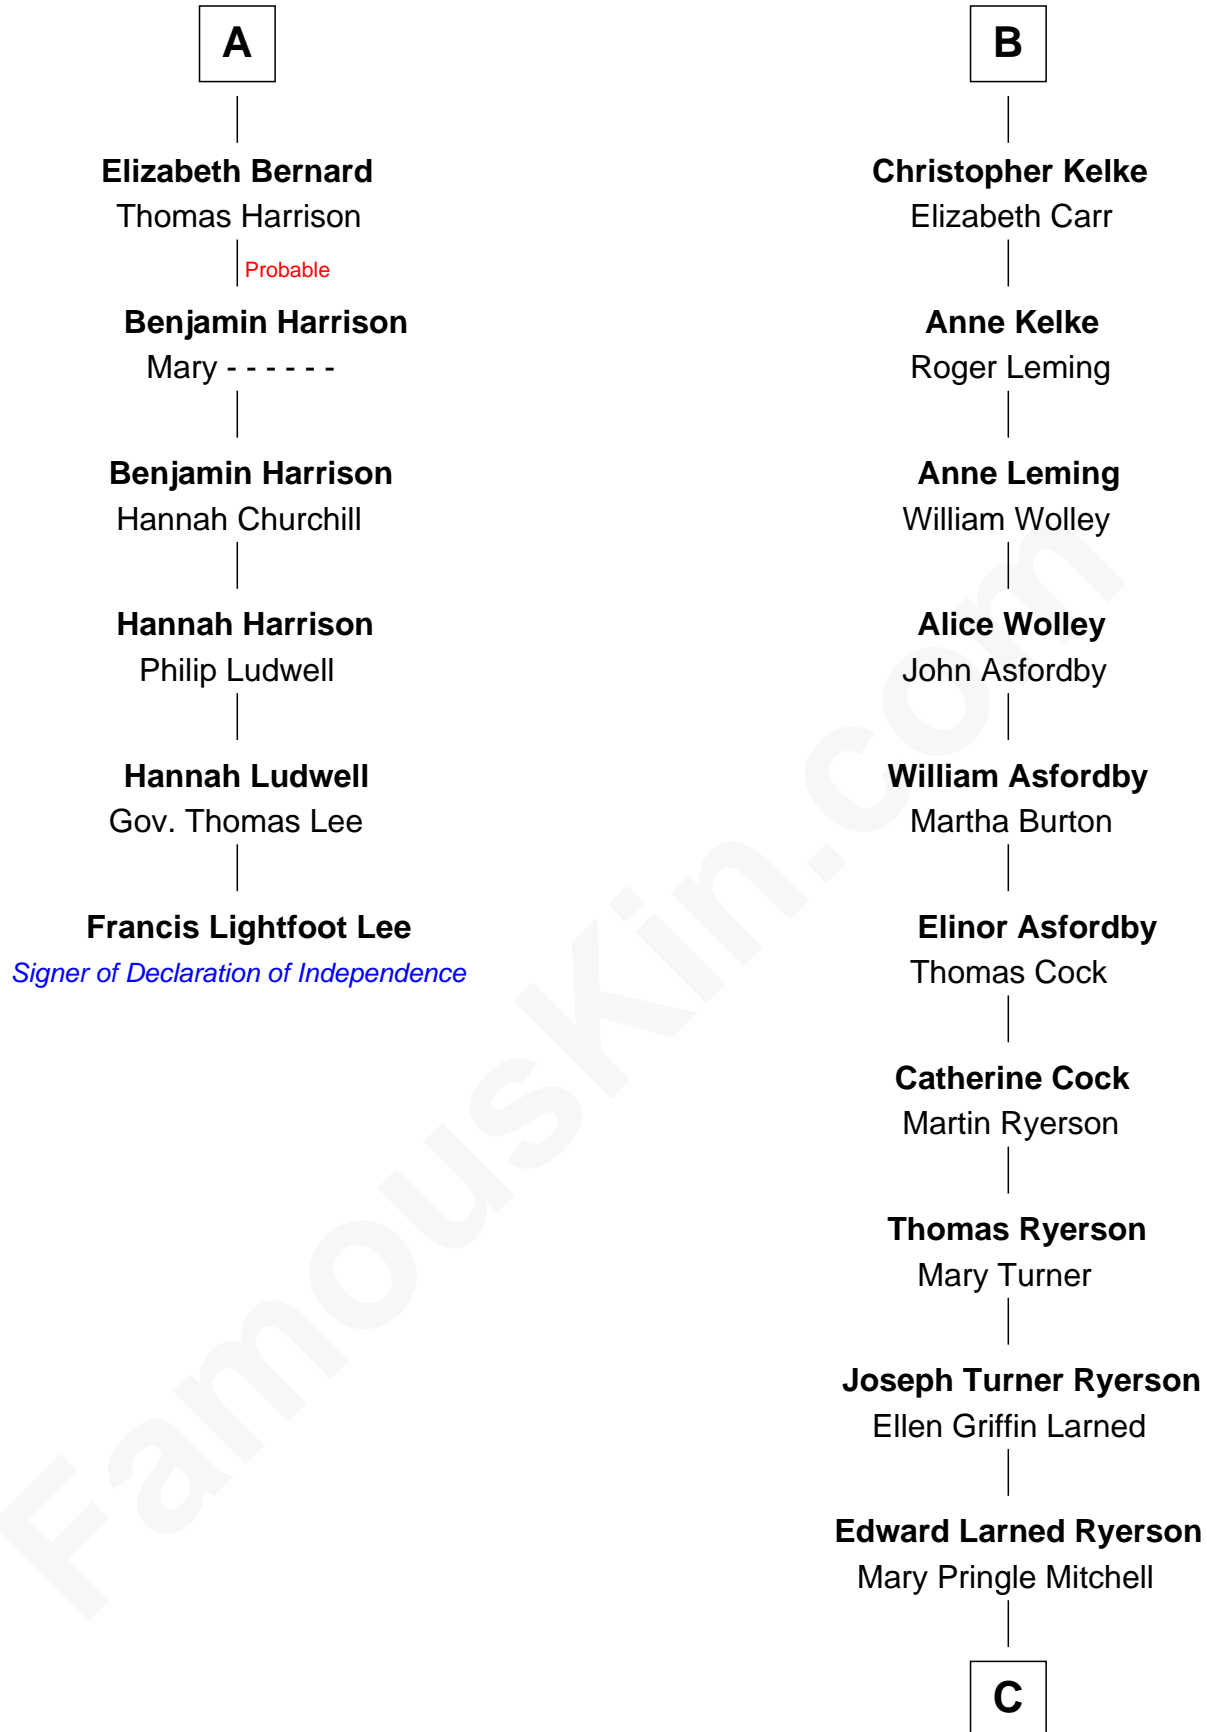 A
Elizabeth Bernard
Thomas Harrison
Probable
Benjamin Harrison
Mary - - - - - -
Benjamin Harrison
Hannah Churchill
Hannah Harrison
Philip Ludwell
Hannah Ludwell
Gov. Thomas Lee
Francis Lightfoot Lee
Signer of Declaration of Independence
B
Christopher Kelke
Elizabeth Carr
Anne Kelke
Roger Leming
Anne Leming
William Wolley
Alice Wolley
John Asfordby
William Asfordby
Martha Burton
Elinor Asfordby
Thomas Cock
Catherine Cock
Martin Ryerson
Thomas Ryerson
Mary Turner
Joseph Turner Ryerson
Ellen Griffin Larned
Edward Larned Ryerson
Mary Pringle Mitchell
C
FamousKin.com